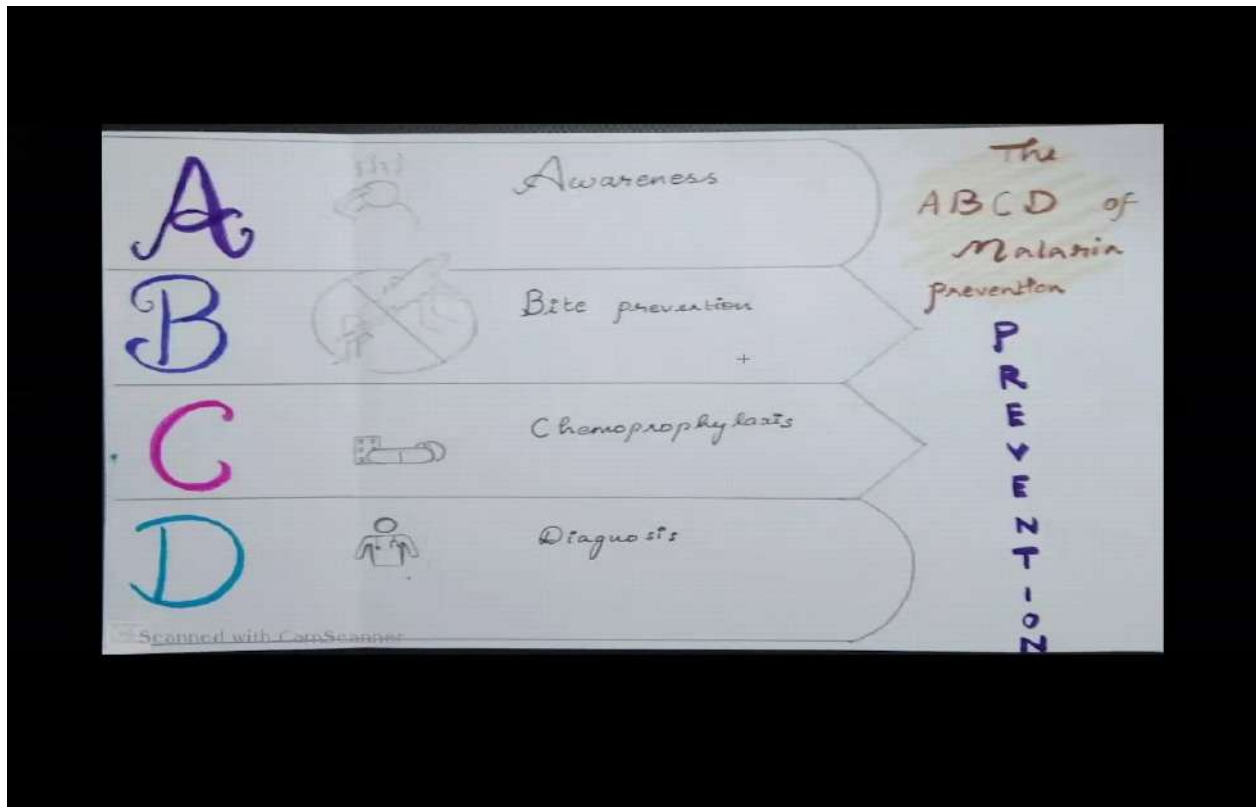 A
Awareness
B
Bite prevention
C
Chemoprophylaxis
D
Diagnosis
The
ABCD of
Malaria
prevention
P
R
E
V
E
N
T
I
O
N
Scanned with CamScanner